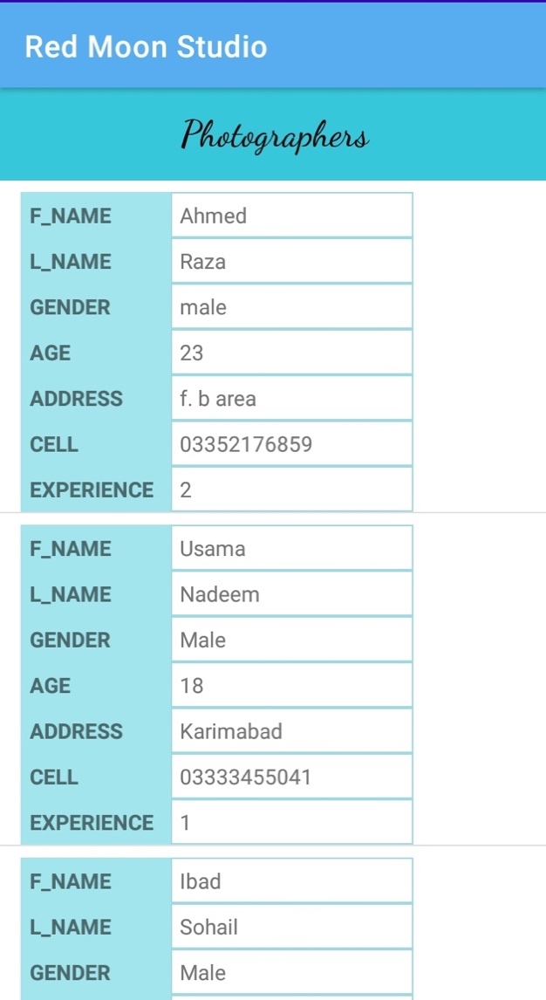 Red Moon Studio
Photographers
F_NAME Ahmed
L_NAME Raza
GENDER male
AGE 23
ADDRESS f. b area
CELL 03352176859
EXPERIENCE 2
F_NAME Usama
L_NAME Nadeem
GENDER Male
AGE 18
ADDRESS Karimabad
CELL 03333455041
EXPERIENCE 1
F_NAME Ibad
L_NAME Sohail
GENDER Male